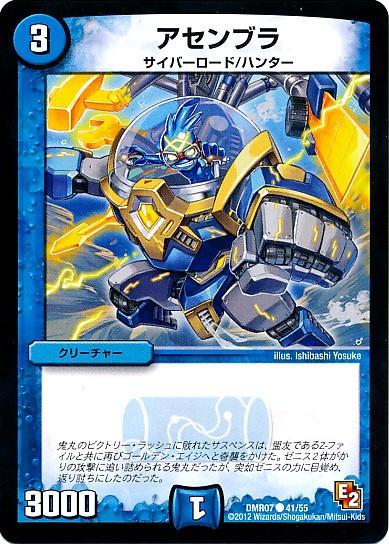 3
アセンブラ
サイバーロード/ハンター
クリーチャー
illus. Ishibashi Yosuke
鬼丸のビクトリー・ラッシュに敗れたサスペンスは、盟友であるZ-ファ
イルと共に再びゴールデン・エイジへと奇襲をかけた。ゼニス2体がか
りの攻撃に追い詰められる鬼丸だったが、突如ゼニスの力に目覚め、
返り討ちにしたのだった。
3000
1
DMR07 ● 41/55
©2012 Wizards/Shogakukan/Mitsui-Kids
E2